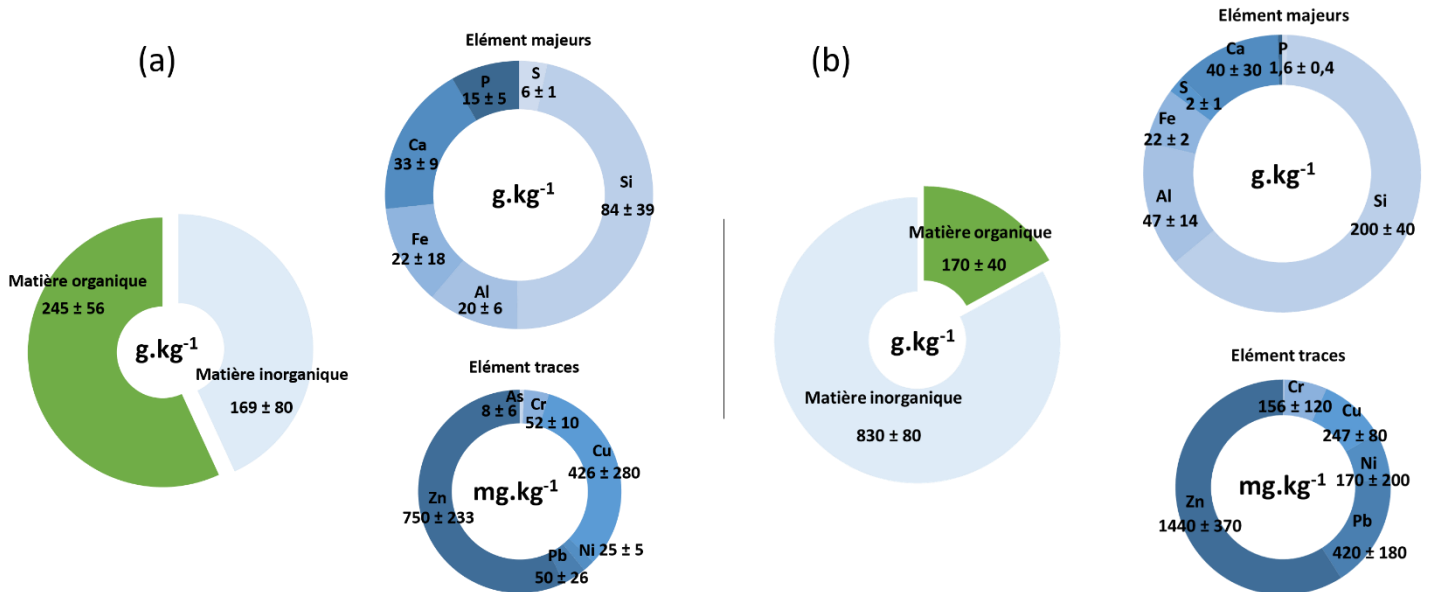 (a)
Elément majeurs
S
6 ± 1
P
15 ± 5
Ca
33 ± 9
Si
84 ± 39
g.kg-1
Fe
22 ± 18
Al
20 ± 6
Matière organique
245 ± 56
g.kg-1
Matière inorganique
169 ± 80
Elément traces
As
8 ± 6
Cr
52 ± 10
Cu
426 ± 280
Zn
750 ± 233
mg.kg-1
Ni 25 ± 5
Pb
50 ± 26
(b)
Elément majeurs
P
1,6 ± 0,4
Ca
40 ± 30
S
2 ± 1
Fe
22 ± 2
Al
47 ± 14
g.kg-1
Si
200 ± 40
Matière organique
170 ± 40
g.kg-1
Matière inorganique
830 ± 80
Elément traces
Cr
156 ± 120
Cu
247 ± 80
Ni
170 ± 200
Zn
1440 ± 370
mg.kg-1
Pb
420 ± 180